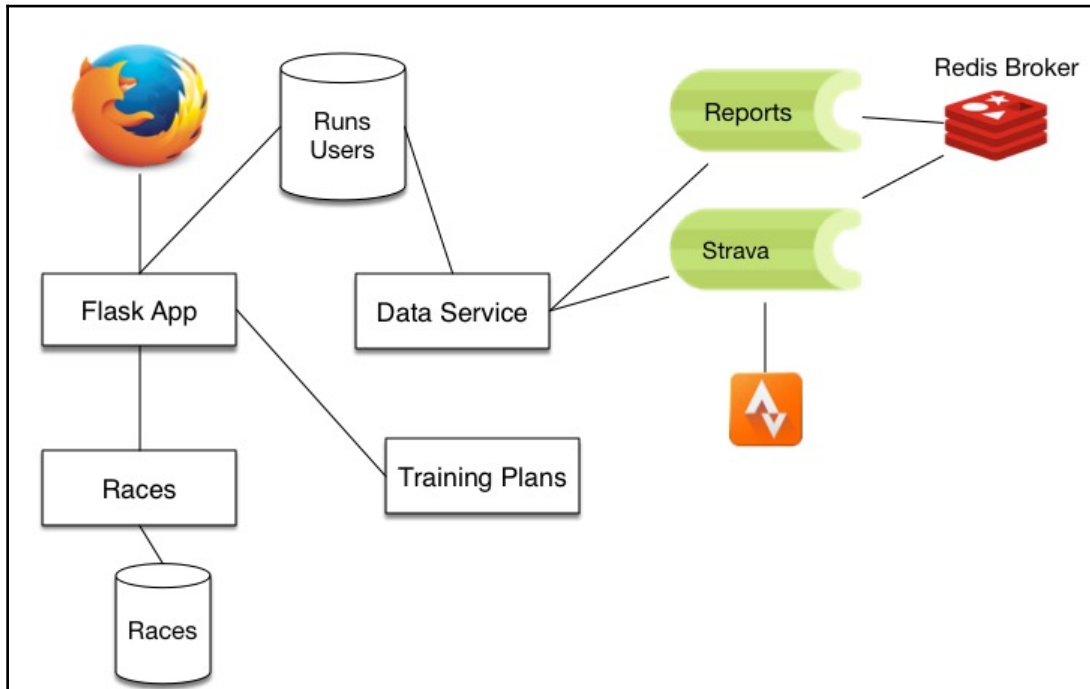 Redis Broker
Runs
Users
Reports
Strava
Flask App
Data Service
Races
Training Plans
Races